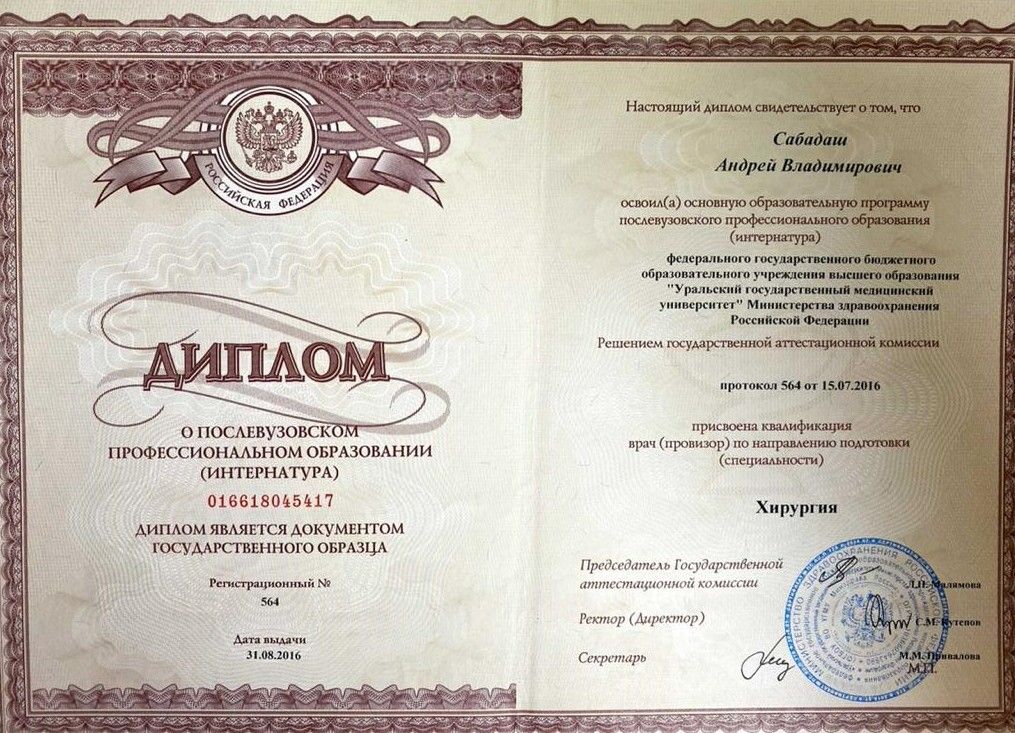 РОССИЙСКАЯ ФЕДЕРАЦИЯ
ДИПЛОМ
О ПОСЛЕВУЗОВСКОМ
ПРОФЕССИОНАЛЬНОМ ОБРАЗОВАНИИ
(ИНТЕРНАТУРА)
016618045417
ДИПЛОМ ЯВЛЯЕТСЯ ДОКУМЕНТОМ
ГОСУДАРСТВЕННОГО ОБРАЗЦА
Регистрационный №
564
Дата выдачи
31.08.2016
Настоящий диплом свидетельствует о том, что
Сабадаш
Андрей Владимирович
освоил(а) основную образовательную программу
послевузовского профессионального образования
(интернатура)
федерального государственного бюджетного
образовательного учреждения высшего образования
"Уральский государственный медицинский
университет" Министерства здравоохранения
Российской Федерации
Решением государственной аттестационной комиссии
протокол 564 от 15.07.2016
присвоена квалификация
врач (провизор) по направлению подготовки
(специальности)
Хирургия
Председатель Государственной
аттестационной комиссии
Малямова
Ректор (Директор)
С.М. Кутепов
Секретарь
М.М. Привалова
М.П.
МИНИСТЕРСТВО ЗДРАВООХРАНЕНИЯ